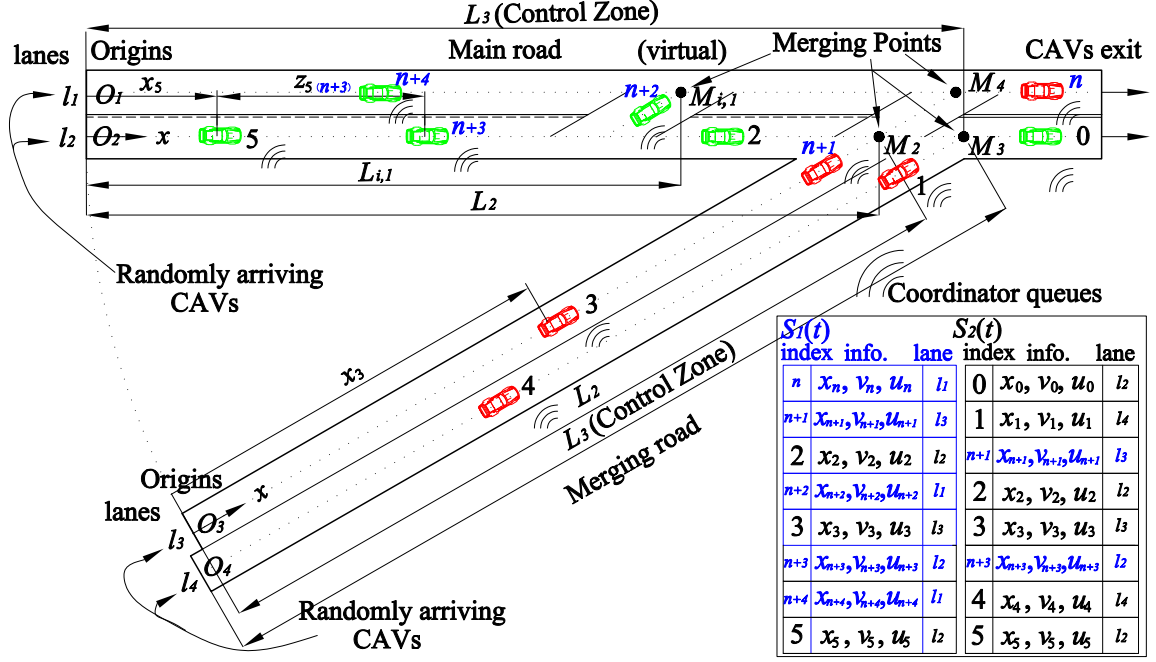 L3 (Control Zone)
lanes Origins Main road (virtual) Merging Points CAVs exit
x5 z5(n+3) n+4 n+2 Mi,1 M4 n
l1 O1
l2 O2 x 5 n+3 2 n+1 M2 M3 0
Li,1 1
L2
Randomly arriving
CAVs
3
x3
4
L2
L3 (Control Zone)
Merging road
Origins
lanes
x
O3
l3
O4
l4
Randomly arriving
CAVs
Coordinator queues
S1(t) S2(t)
index info. lane index info. lane
n xn, vn, un l1 0 x0, v0, u0 l2
n+1 xn+1,vn+1,un+1 l3 1 x1, v1, u1 l4
2 x2, v2, u2 l2 n+1 xn+1,vn+1,un+1 l3
n+2 xn+2,vn+2,un+2 l1 2 x2, v2, u2 l2
3 x3, v3, u3 l3 3 x3, v3, u3 l3
n+3 xn+3,vn+3,un+3 l2 n+3 xn+3,vn+3,un+3 l2
n+4 xn+4,vn+4,un+4 l1 4 x4, v4, u4 l4
5 x5, v5, u5 l2 5 x5, v5, u5 l2